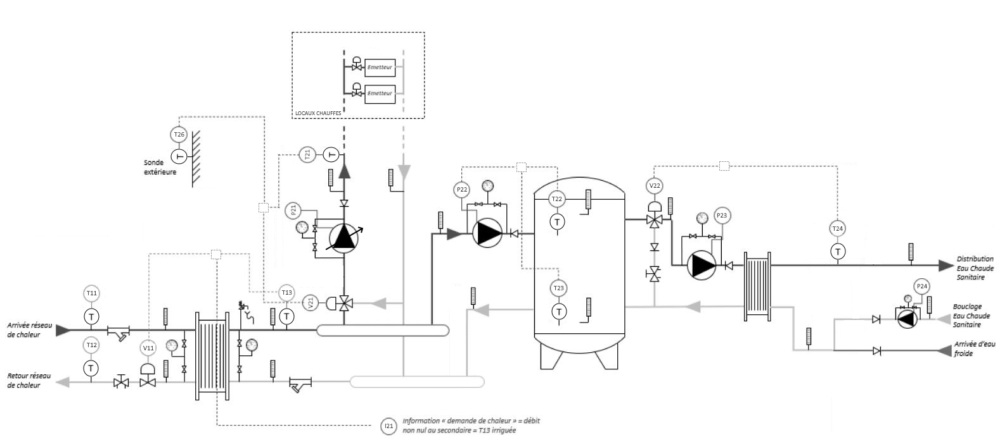 Emetteur
Emetteur
LOCAUX CHAUFFES
T26
T
Sonde
extérieure
T21
T
P21
V21
P22
T22
T
T23
T
V22
P23
T24
T
Distribution
Eau Chaude
Sanitaire
P24
Bouclage
Eau Chaude
Sanitaire
Arrivée d'eau
froide
T11
T
T13
T
Arrivée réseau
de chaleur
T12
T
V11
Retour réseau
de chaleur
I21
Information « demande de chaleur » = débit
non nul au secondaire = T13 irriguée